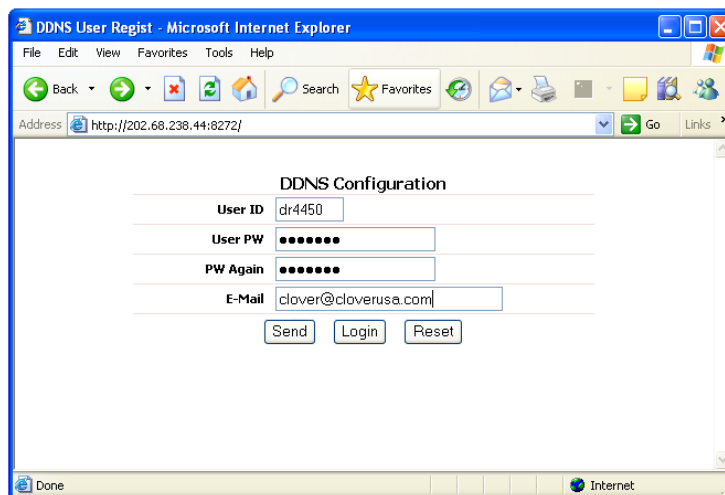 DDNS User Regist - Microsoft Internet Explorer
File Edit View Favorites Tools Help
Back Search Favorites
Address http://202.68.238.44:8272/ Go Links »
DDNS Configuration
User ID dr4450
User PW ●●●●●●●
PW Again ●●●●●●●
E-Mail clover@cloverusa.com
Send Login Reset
Done Internet